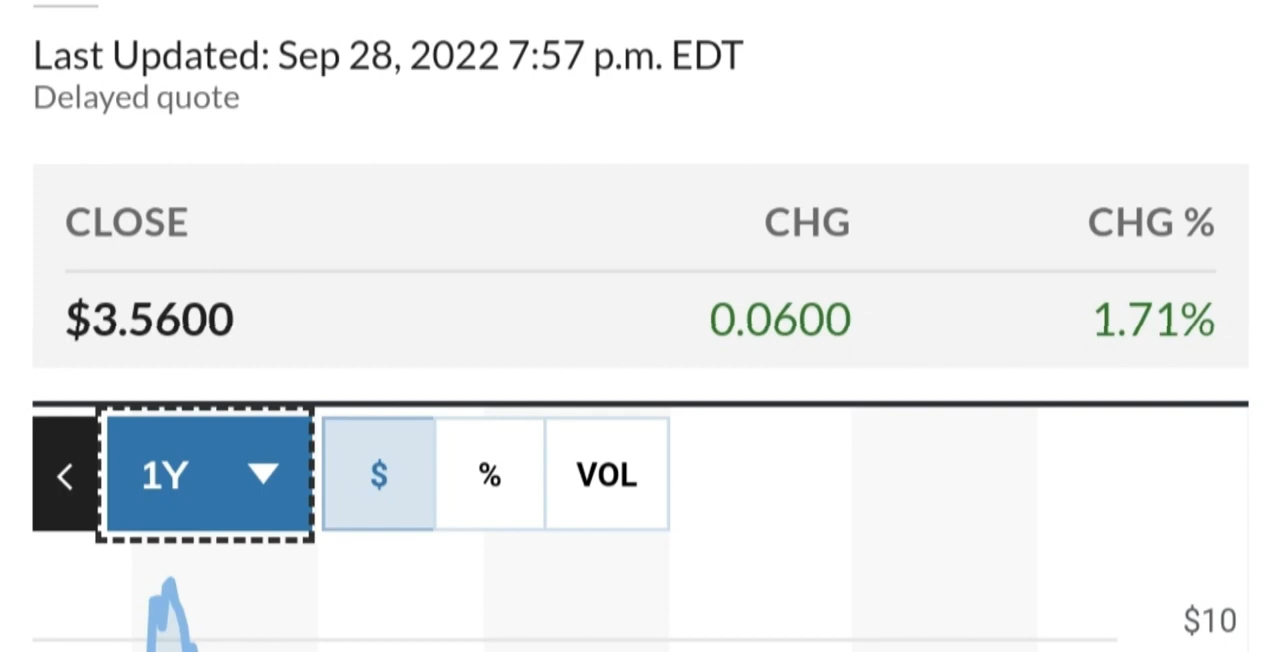 Last Updated: Sep 28, 2022 7:57 p.m. EDT
Delayed quote
CLOSE CHG CHG %
$3.5600 0.0600 1.71%
1Y $ % VOL
$10